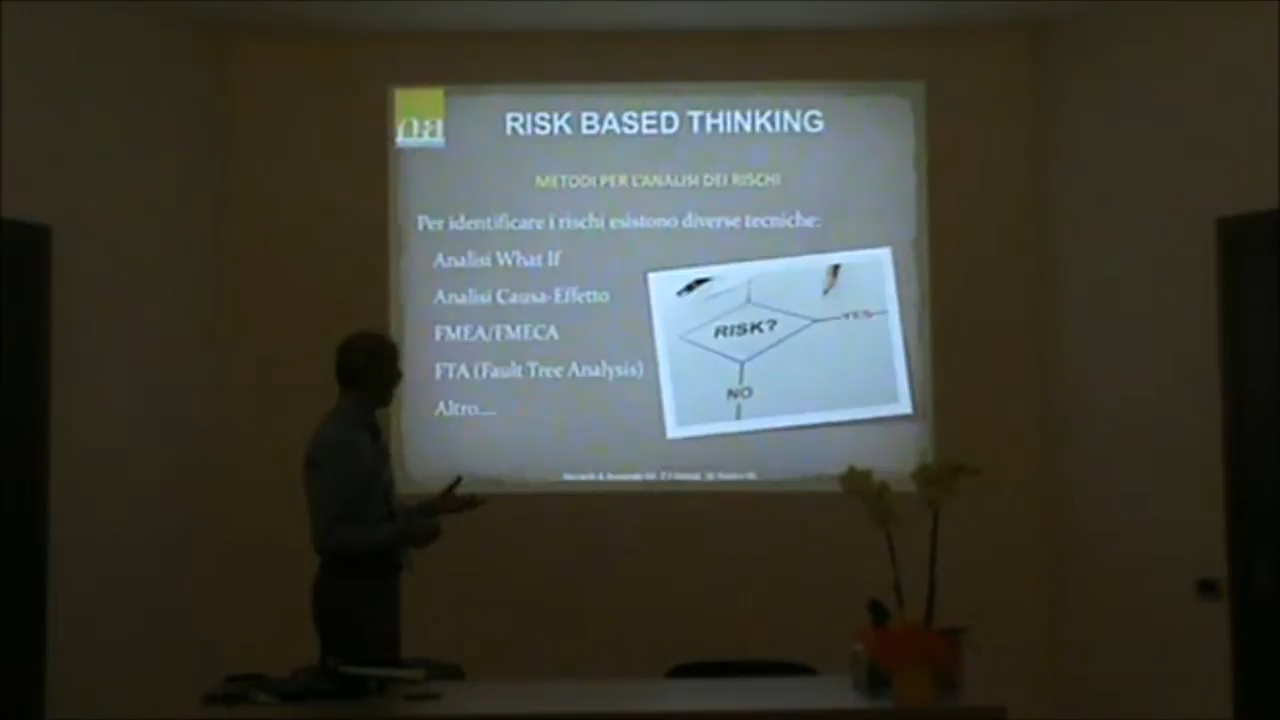 RISK BASED THINKING
METODI PER L'ANALISI DEI RISCHI
Per identificare i rischi esistono diverse tecniche:
Analisi What If
Analisi Causa-Effetto
FMEA/FMECA
FTA (Fault Tree Analysis)
Altro....
RISK?
YES
NO